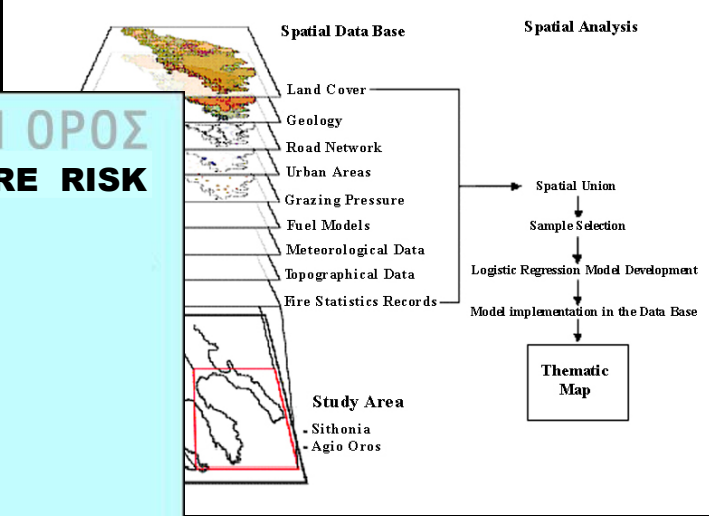 Spatial Data Base
Spatial Analysis
Land Cover
Geology
Road Network
Urban Areas
Grazing Pressure
Fuel Models
Meteorological Data
Topographical Data
Fire Statistics Records
Spatial Union
Sample Selection
Logistic Regression Model Development
Model implementation in the Data Base
Thematic
Map
Study Area
- Sithonia
- Agio Oros
ΟΡΟΣ
RISK